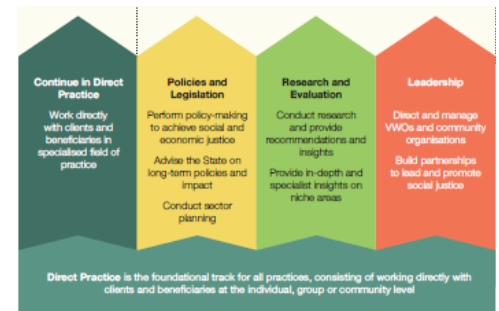 Continue in Direct
Practice
Work directly
with clients and
beneficiaries in
specialised field of
practice
Policies and
Legislation
Perform policy-making
to achieve social and
economic justice
Advise the State on
long-term policies and
impact
Conduct sector
planning
Research and
Evaluation
Conduct research
and provide
recommendations and
insights
Provide in-depth and
specialist insights on
niche areas
Leadership
Direct and manage
VWOs and community
organisations
Build partnerships
to lead and promote
social justice
Direct Practice is the foundational track for all practices, consisting of working directly with
clients and beneficiaries at the individual, group or community level